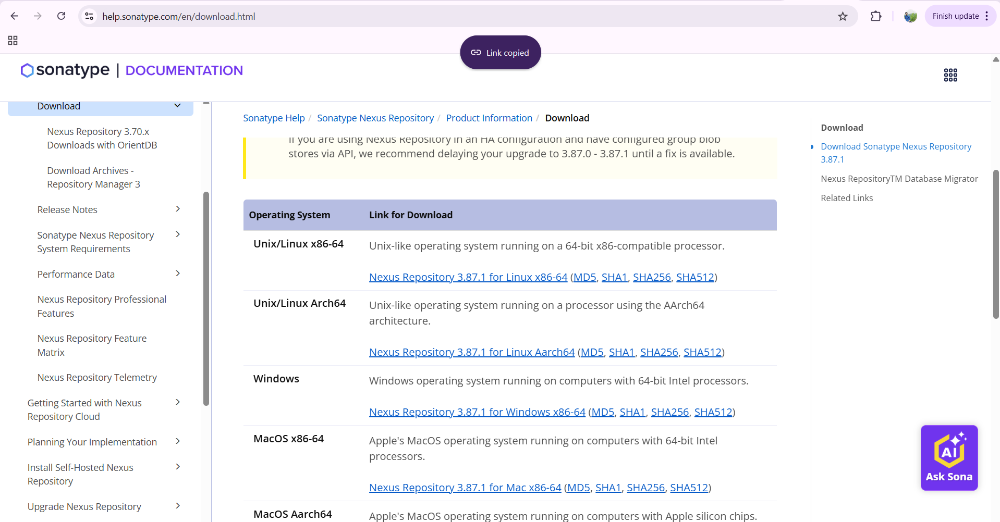 help.sonatype.com/en/download.html
Finish update
Link copied
sonatype | DOCUMENTATION
Download
Nexus Repository 3.70.x
Downloads with OrientDB
Download Archives -
Repository Manager 3
Release Notes
Sonatype Nexus Repository
System Requirements
Performance Data
Nexus Repository Professional
Features
Nexus Repository Feature
Matrix
Nexus Repository Telemetry
Getting Started with Nexus
Repository Cloud
Planning Your Implementation
Install Self-Hosted Nexus
Repository
Upgrade Nexus Repository
Sonatype Help / Sonatype Nexus Repository / Product Information / Download
If you are using Nexus Repository in an HA configuration and have configured group blob
stores via API, we recommend delaying your upgrade to 3.87.0 - 3.87.1 until a fix is available.
Operating System Link for Download
Unix/Linux x86-64 Unix-like operating system running on a 64-bit x86-compatible processor.
Nexus Repository 3.87.1 for Linux x86-64 (MD5, SHA1, SHA256, SHA512)
Unix/Linux Arch64 Unix-like operating system running on a processor using the AArch64
architecture.
Nexus Repository 3.87.1 for Linux Aarch64 (MD5, SHA1, SHA256, SHA512)
Windows Windows operating system running on computers with 64-bit Intel processors.
Nexus Repository 3.87.1 for Windows x86-64 (MD5, SHA1, SHA256, SHA512)
MacOS x86-64 Apple's MacOS operating system running on computers with 64-bit Intel
processors.
Nexus Repository 3.87.1 for Mac x86-64 (MD5, SHA1, SHA256, SHA512)
MacOS Aarch64 Apple's MacOS operating system running on computers with Apple silicon chips.
Download
Download Sonatype Nexus Repository
3.87.1
Nexus RepositoryTM Database Migrator
Related Links
AI
Ask Sona